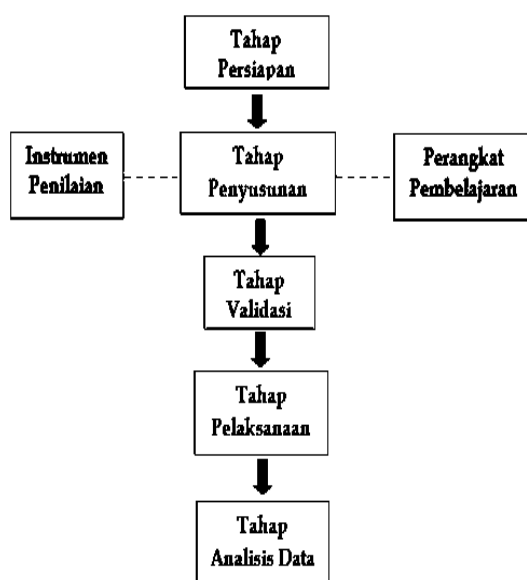 Tahap
Persiapan
Instrumen
Penilaian
Tahap
Penyusunan
Perangkat
Pembelajaran
Tahap
Validasi
Tahap
Pelaksanaan
Tahap
Analisis Data